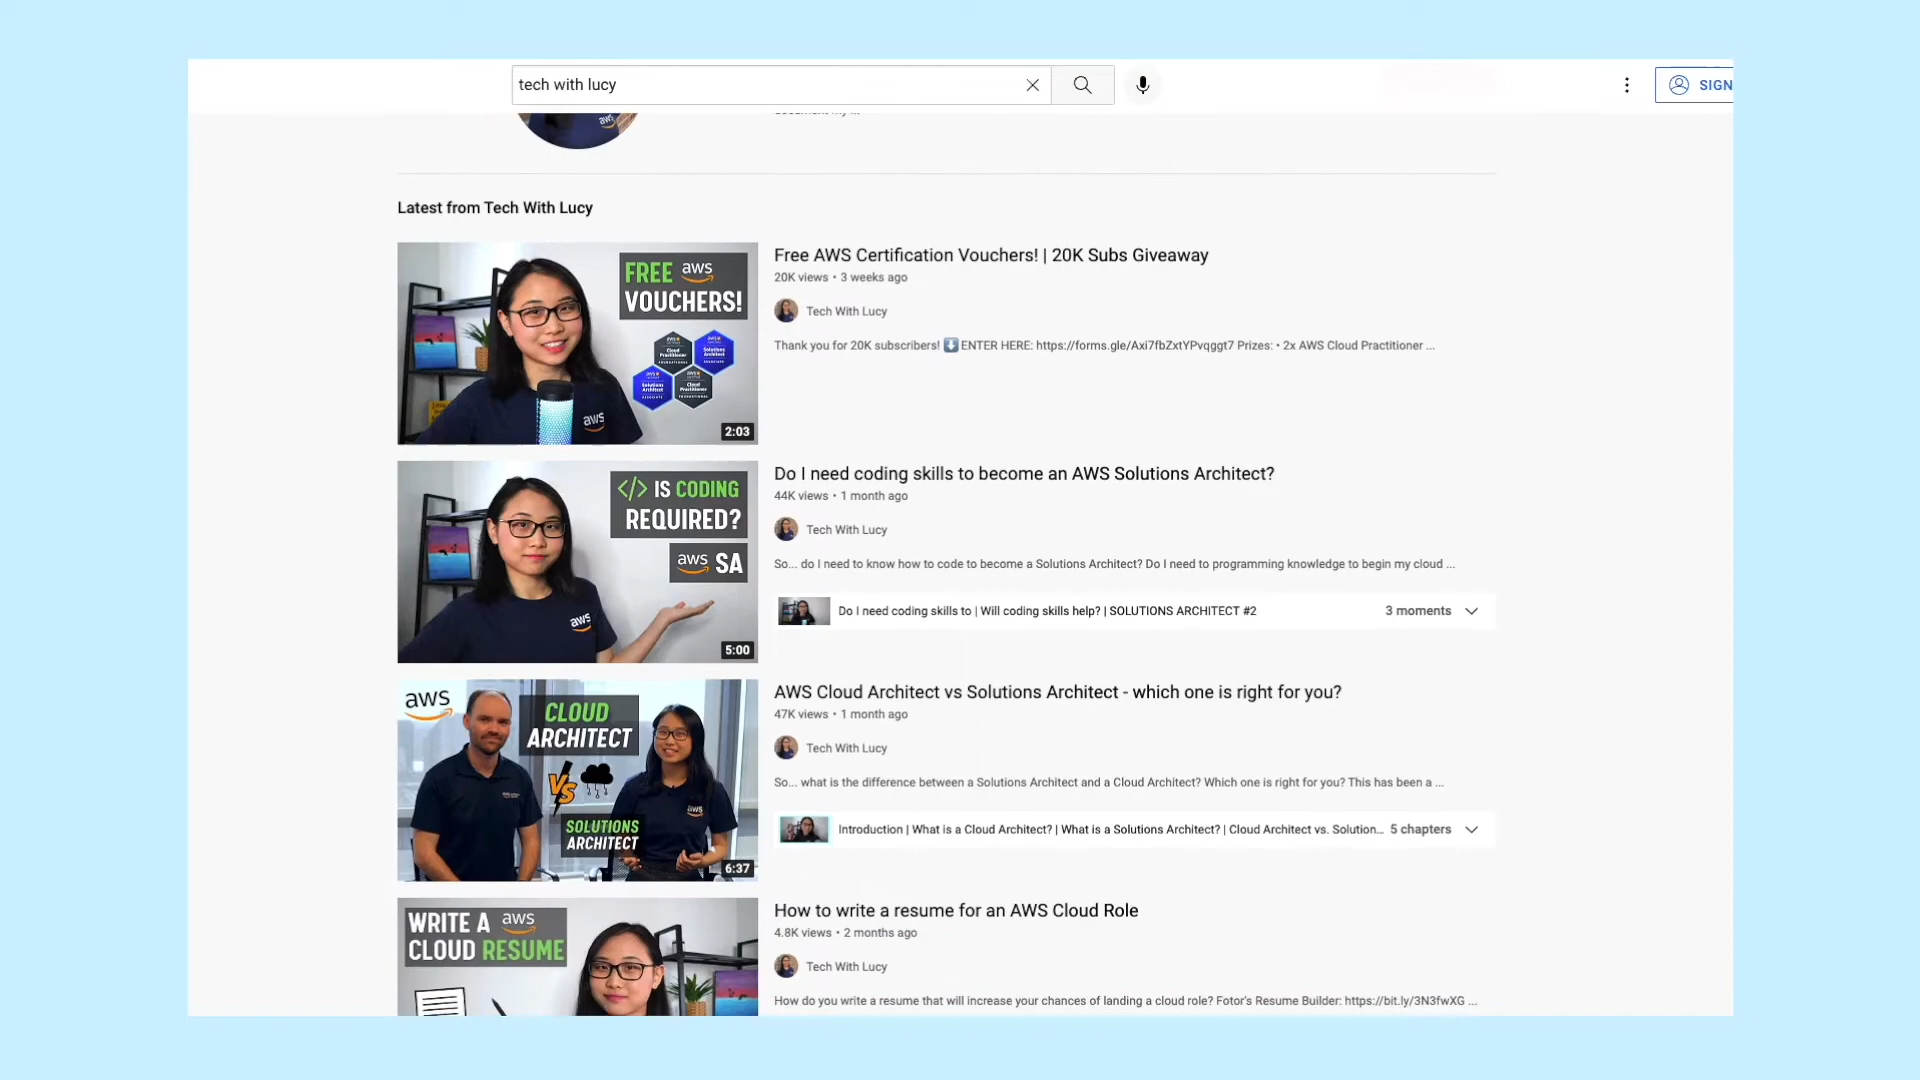 tech with lucy
SIGN
aws
Latest from Tech With Lucy
FREE aws
VOUCHERS!
aws
2:03
Free AWS Certification Vouchers! | 20K Subs Giveaway
20K views • 3 weeks ago
Tech With Lucy
Thank you for 20K subscribers! ⬇️ ENTER HERE: https://forms.gle/Axi7fbZxtYPvqggt7 Prizes: • 2x AWS Cloud Practitioner ...
</> IS CODING
REQUIRED?
aws SA
aws
5:00
Do I need coding skills to become an AWS Solutions Architect?
44K views • 1 month ago
Tech With Lucy
So... do I need to know how to code to become a Solutions Architect? Do I need to programming knowledge to begin my cloud ...
Do I need coding skills to | Will coding skills help? | SOLUTIONS ARCHITECT #2
3 moments
aws
CLOUD
ARCHITECT
VS
SOLUTIONS
ARCHITECT
aws
6:37
AWS Cloud Architect vs Solutions Architect - which one is right for you?
47K views • 1 month ago
Tech With Lucy
So... what is the difference between a Solutions Architect and a Cloud Architect? Which one is right for you? This has been a ...
Introduction | What is a Cloud Architect? | What is a Solutions Architect? | Cloud Architect vs. Solution...
5 chapters
WRITE A aws
CLOUD RESUME
How to write a resume for an AWS Cloud Role
4.8K views • 2 months ago
Tech With Lucy
How do you write a resume that will increase your chances of landing a cloud role? Fotor's Resume Builder: https://bit.ly/3N3fwXG ...